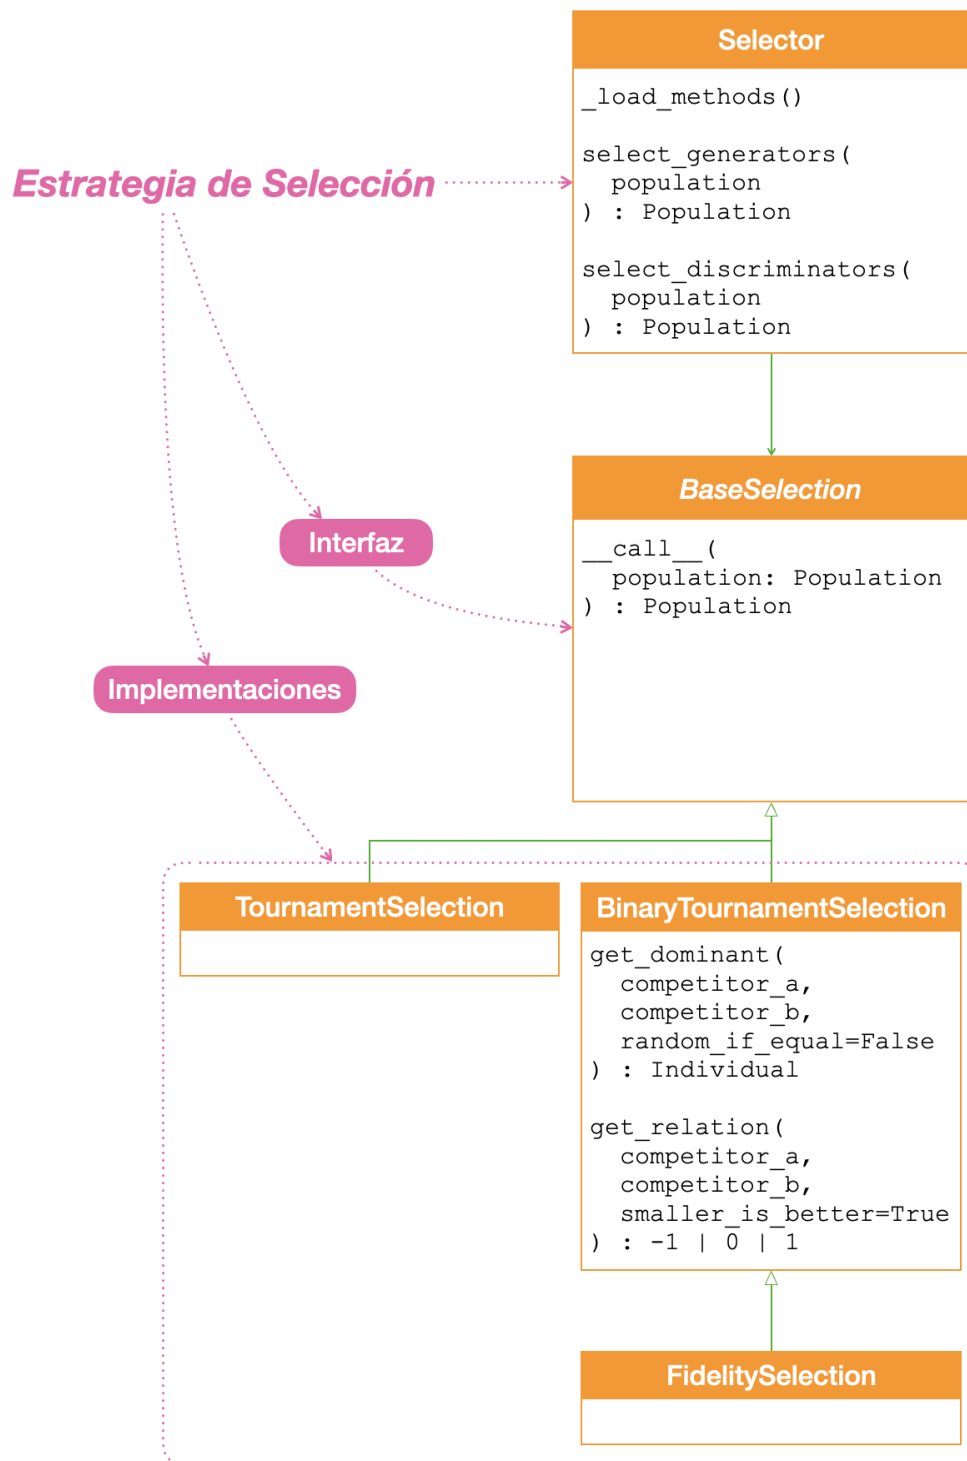 Selector
_load_methods()
select_generators(
population
) : Population
select_discriminators(
population
) : Population
Estrategia de Selección
BaseSelection
__call__(
population: Population
) : Population
Interfaz
Implementaciones
TournamentSelection
BinaryTournamentSelection
get_dominant(
competitor_a,
competitor_b,
random_if_equal=False
) : Individual
get_relation(
competitor_a,
competitor_b,
smaller_is_better=True
) : -1 | 0 | 1
FidelitySelection